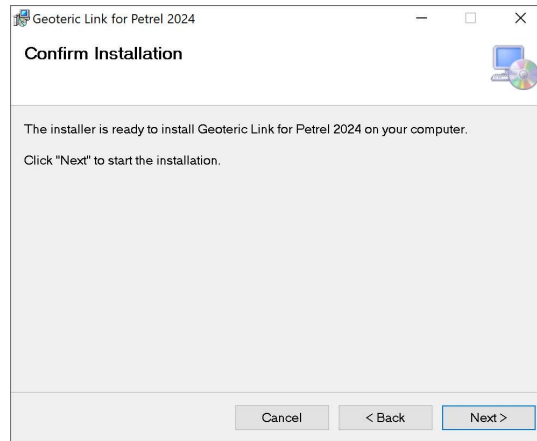 Geoteric Link for Petrel 2024
Confirm Installation
The installer is ready to install Geoteric Link for Petrel 2024 on your computer.
Click "Next" to start the installation.
Cancel
< Back
Next >